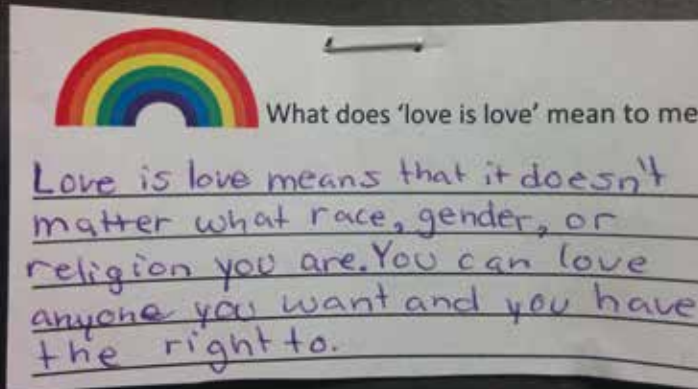 What does 'love is love' mean to me
Love is love means that it doesn't
matter what race, gender, or
religion you are. You can love
anyone you want and you have
the right to.